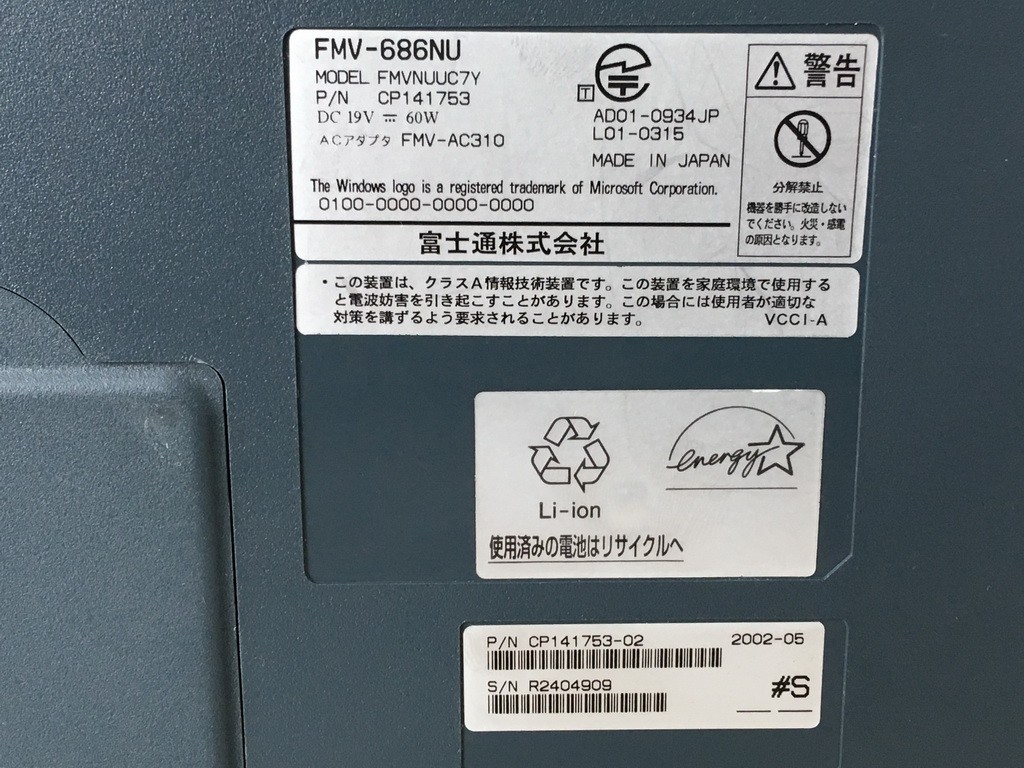 FMV-686NU
MODEL FMVNUUC7Y
P/N CP141753
DC 19V ⎓ 60W
ACアダプタ FMV-AC310
T
AD01-0934JP
L01-0315
MADE IN JAPAN
The Windows logo is a registered trademark of Microsoft Corporation.
0100-0000-0000-0000
富士通株式会社
警告
分解禁止
機器を勝手に改造しない
でください。火災・感電
の原因となります。
・この装置は、クラスA情報技術装置です。この装置を家庭環境で使用する
と電波妨害を引き起こすことがあります。この場合には使用者が適切な
対策を講ずるよう要求されることがあります。 VCCI-A
energy
Li-ion
使用済みの電池はリサイクルへ
P/N CP141753-02 2002-05
S/N R2404909
#S